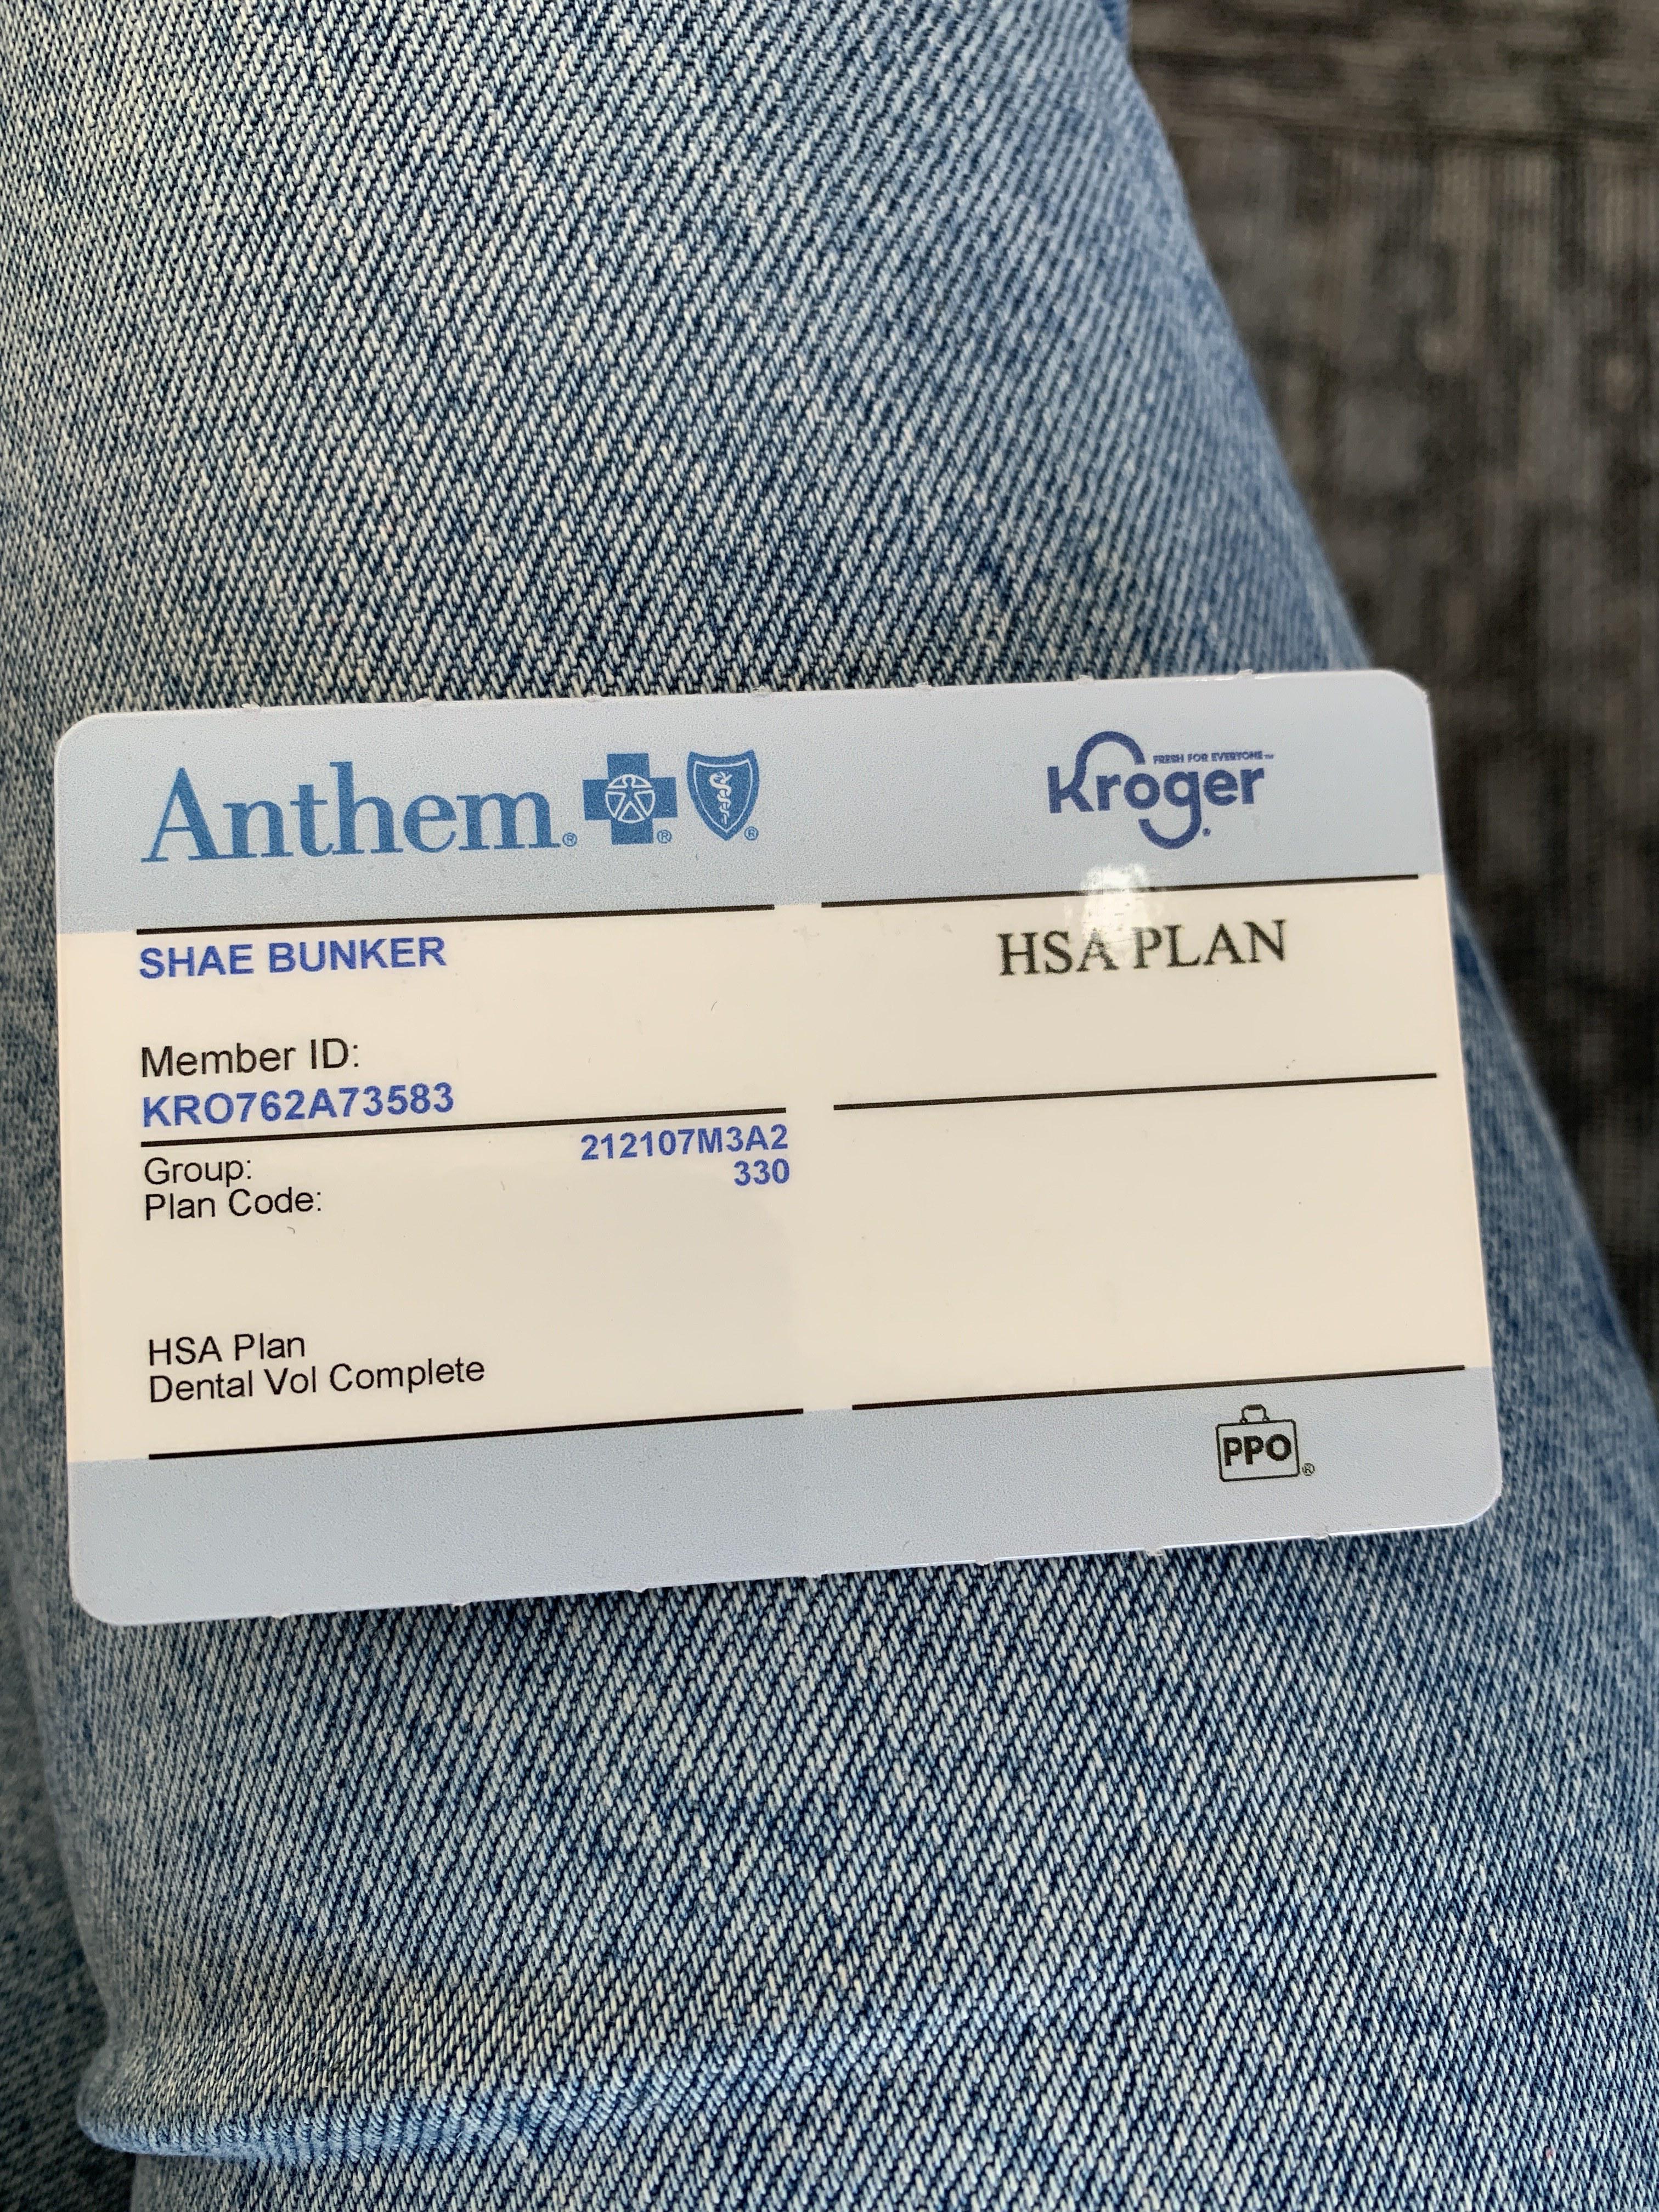 Anthem®
FRESH FOR EVERYONE™
Kroger®
SHAE BUNKER
HSA PLAN
Member ID:
KRO762A73583
Group: 212107M3A2
Plan Code: 330
HSA Plan
Dental Vol Complete
PPO®